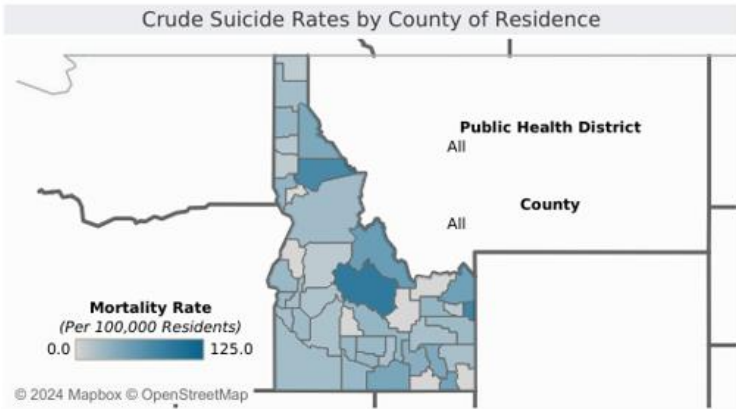 Crude Suicide Rates by County of Residence
Public Health District
All
County
All
Mortality Rate
(Per 100,000 Residents)
0.0 125.0
© 2024 Mapbox © OpenStreetMap